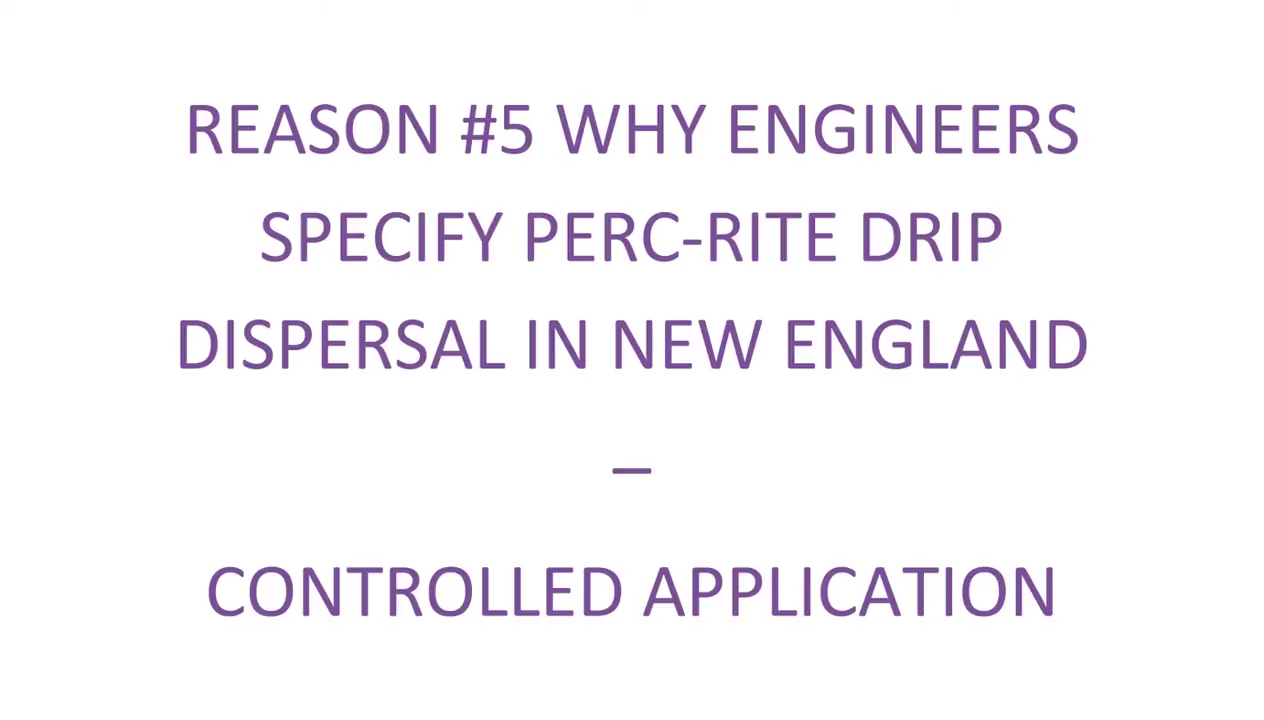 REASON #5 WHY ENGINEERS
SPECIFY PERC-RITE DRIP
DISPERSAL IN NEW ENGLAND
–
CONTROLLED APPLICATION